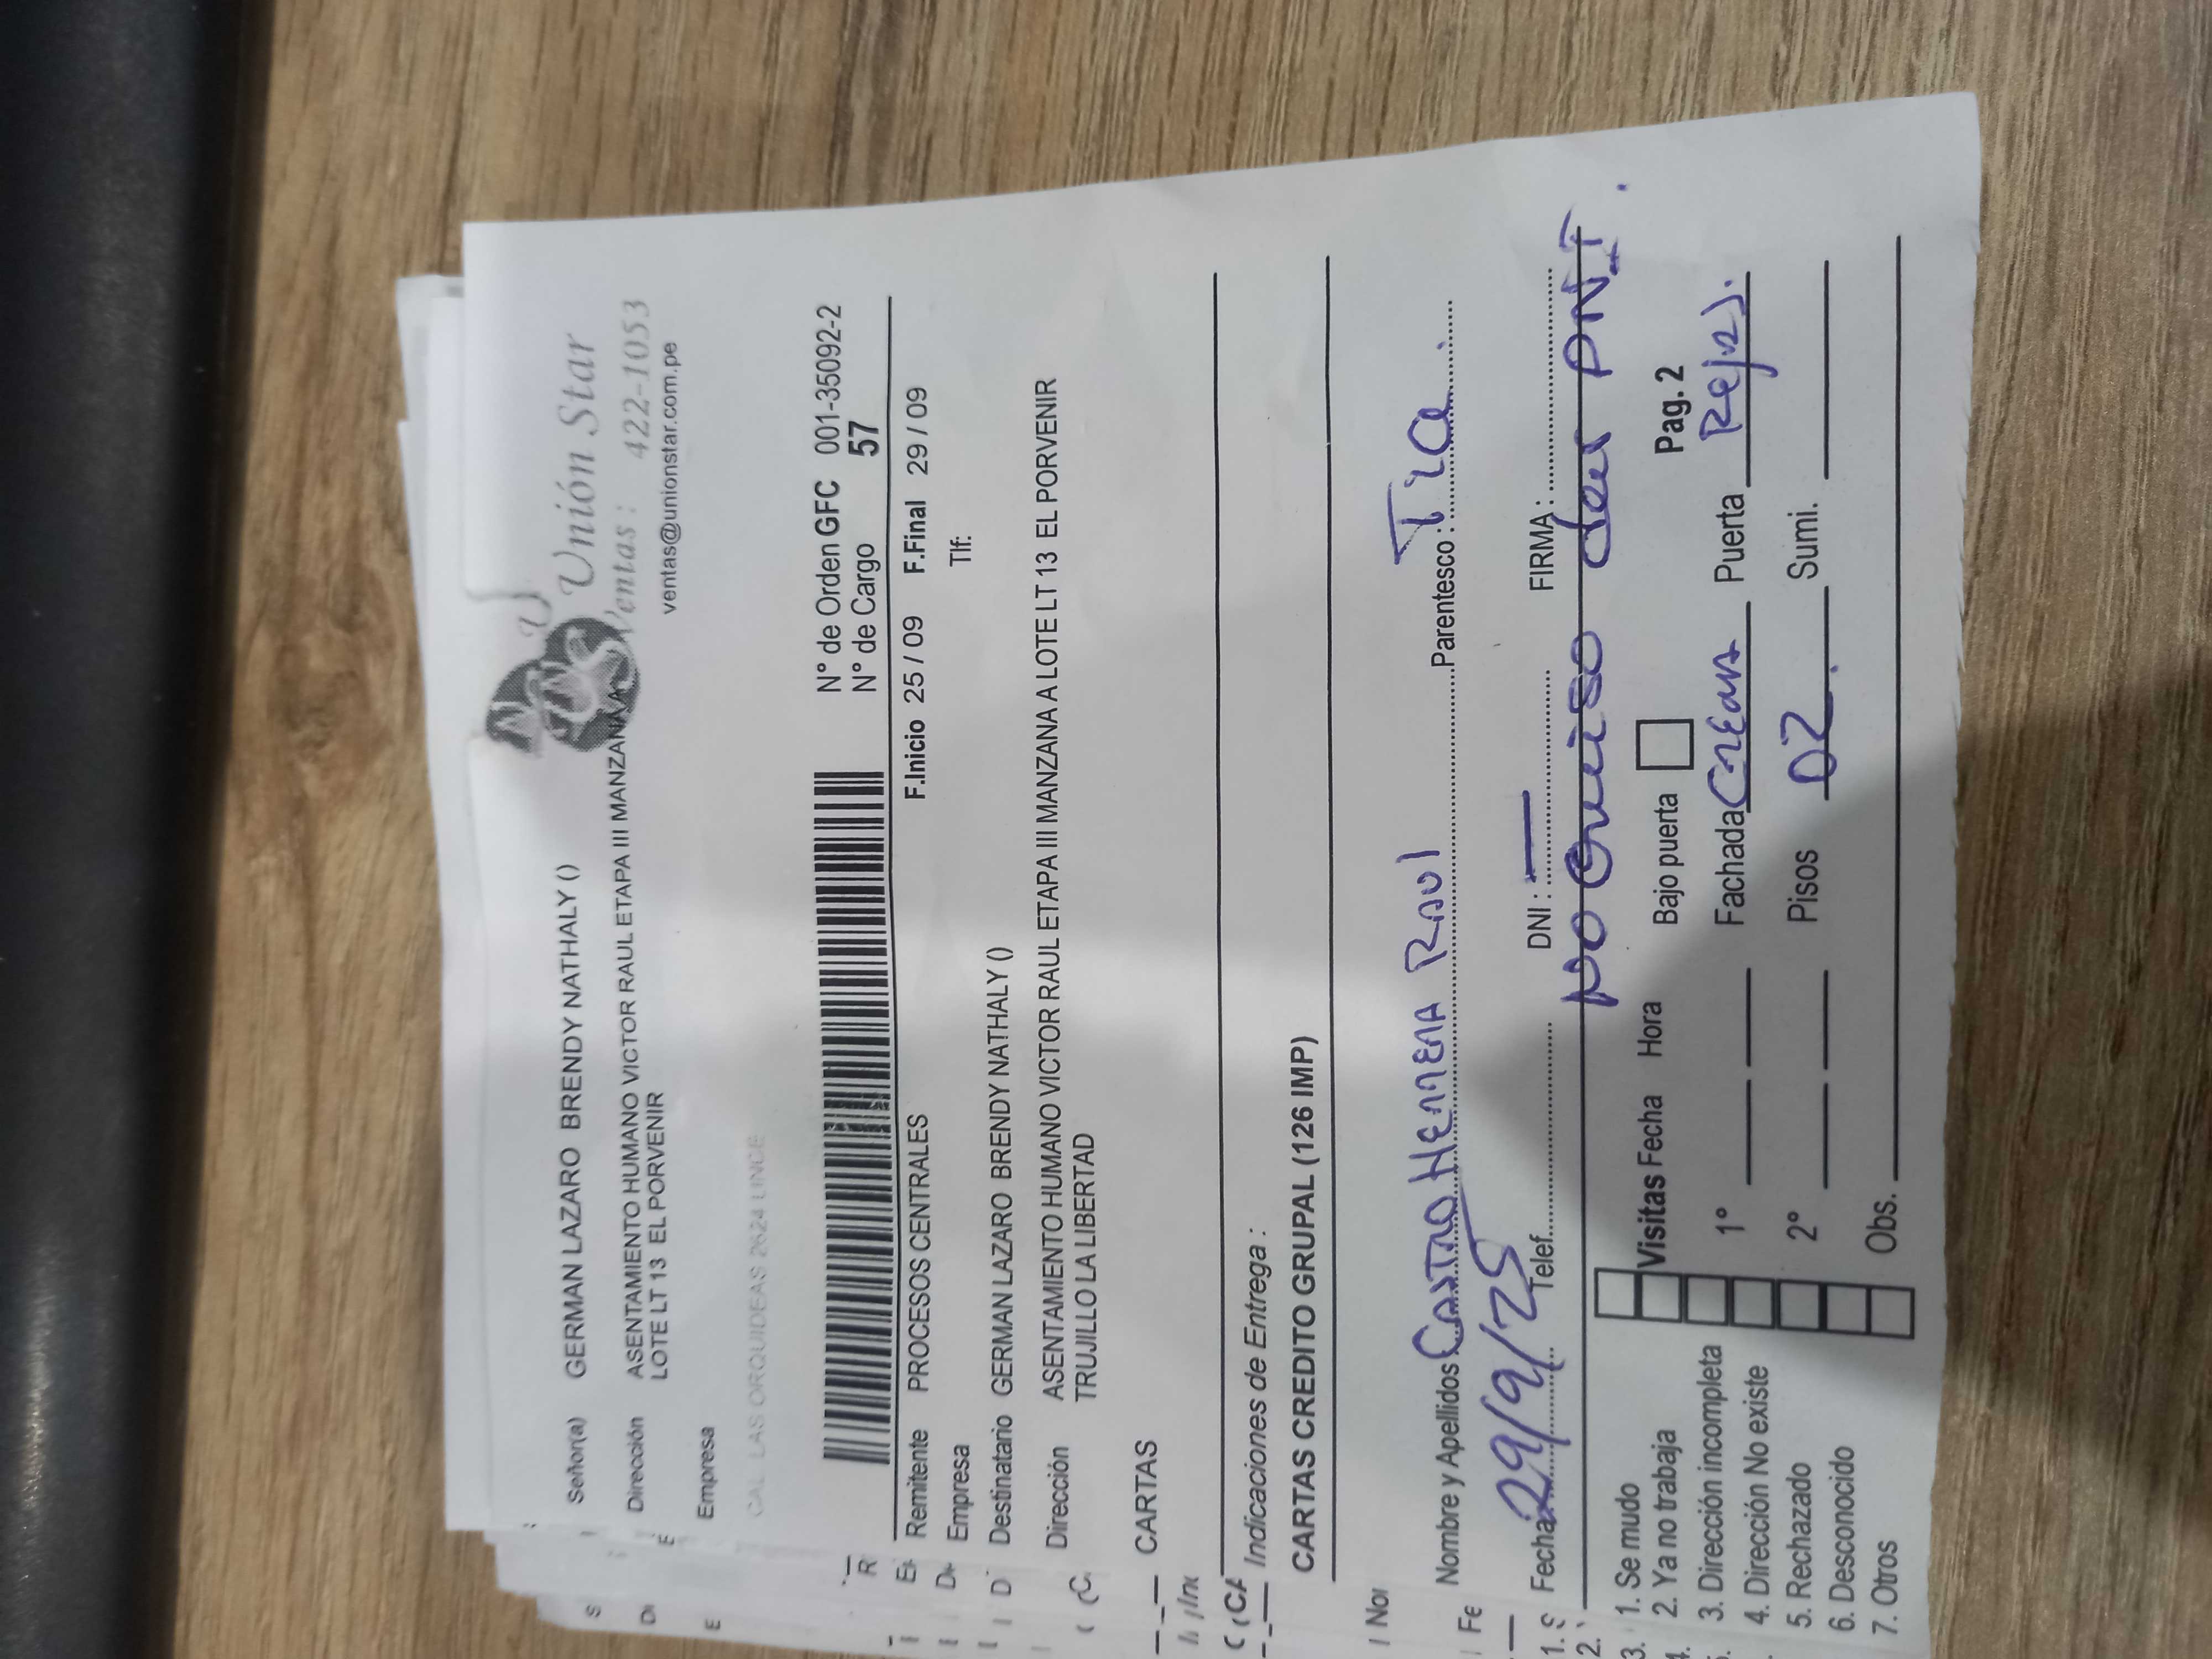 Unión Star
Ventas : 422-1053
ventas@unionstar.com.pe
Señor(a) GERMAN LAZARO BRENDY NATHALY ()
Dirección ASENTAMIENTO HUMANO VICTOR RAUL ETAPA III MANZANA A
LOTE LT 13 EL PORVENIR
Empresa
CAL LAS ORQUIDEAS 2624 LINCE
N° de Orden GFC 001-35092-2
N° de Cargo 57
Remitente PROCESOS CENTRALES F.Inicio 25 / 09 F.Final 29 / 09
Empresa Tlf:
Destinatario GERMAN LAZARO BRENDY NATHALY ()
Dirección ASENTAMIENTO HUMANO VICTOR RAUL ETAPA III MANZANA A LOTE LT 13 EL PORVENIR
TRUJILLO LA LIBERTAD
CARTAS
Indicaciones de Entrega :
CARTAS CREDITO GRUPAL (126 IMP)
Nombre y Apellidos Castro Herrera Raul Parentesco : Tia
Fecha: 29/9/25 Telef. DNI : — FIRMA :
no quiso dar
1. Se mudo
2. Ya no trabaja
3. Dirección incompleta
4. Dirección No existe
5. Rechazado
6. Desconocido
7. Otros
Visitas Fecha Hora Bajo puerta Pag. 2
1° Fachada Crema Puerta Rejas.
2° Pisos 02. Sumi.
Obs.